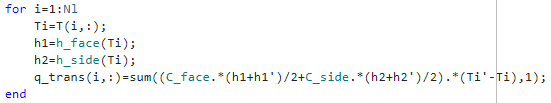 for i=1:Nl
Ti=T(i,:);
h1=h_face(Ti);
h2=h_side(Ti);
q_trans(i,:)=sum((C_face.*(h1+h1')/2+C_side.*(h2+h2')/2).*(Ti'-Ti),1);
end